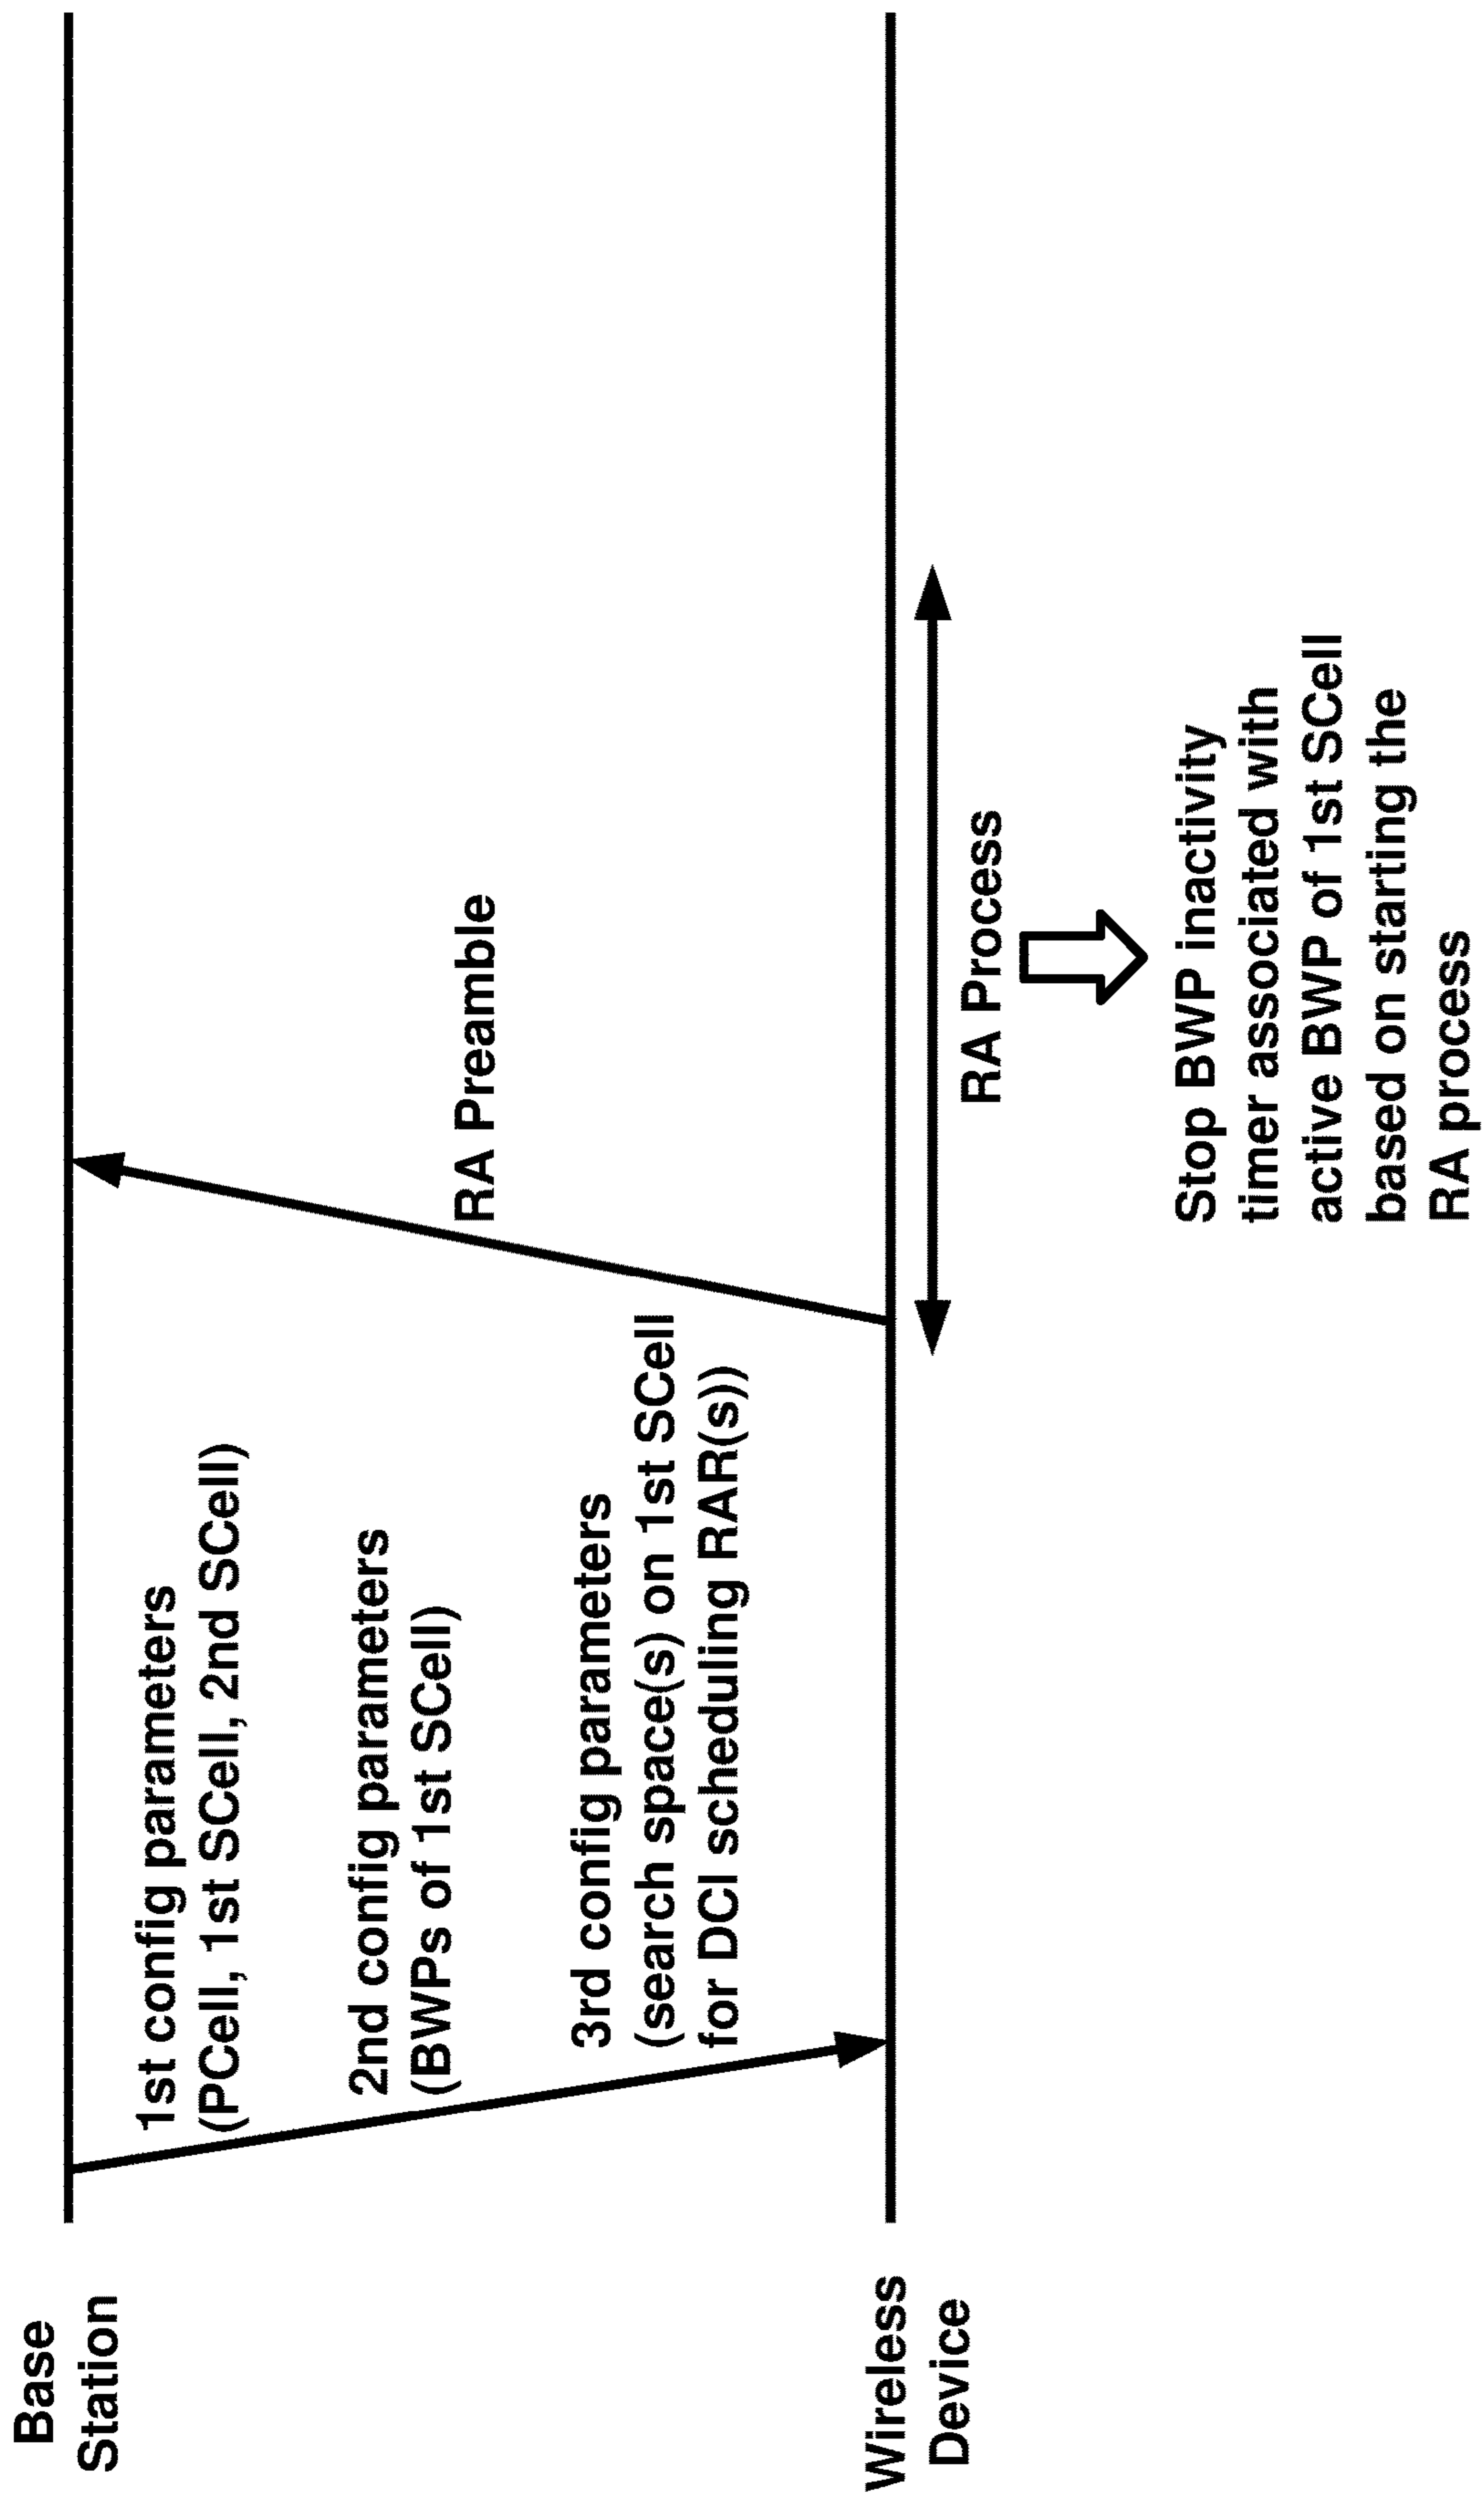 Base
Station
1st config parameters
(PCell, 1st SCell, 2nd SCell)
2nd config parameters
(BWPs of 1st SCell)
3rd config parameters
(search space(s) on 1st SCell
for DCI scheduling RAR(s))
RA Preamble
Wireless
Device
RA Process
Stop BWP inactivity
timer associated with
active BWP of 1st SCell
based on starting the
RA process